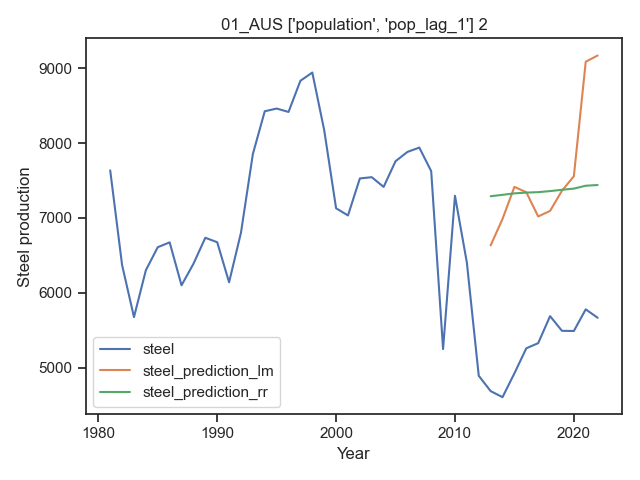 01_AUS ['population', 'pop_lag_1'] 2
Steel production
9000
8000
7000
6000
5000
steel
steel_prediction_lm
steel_prediction_rr
1980
1990
2000
2010
2020
Year